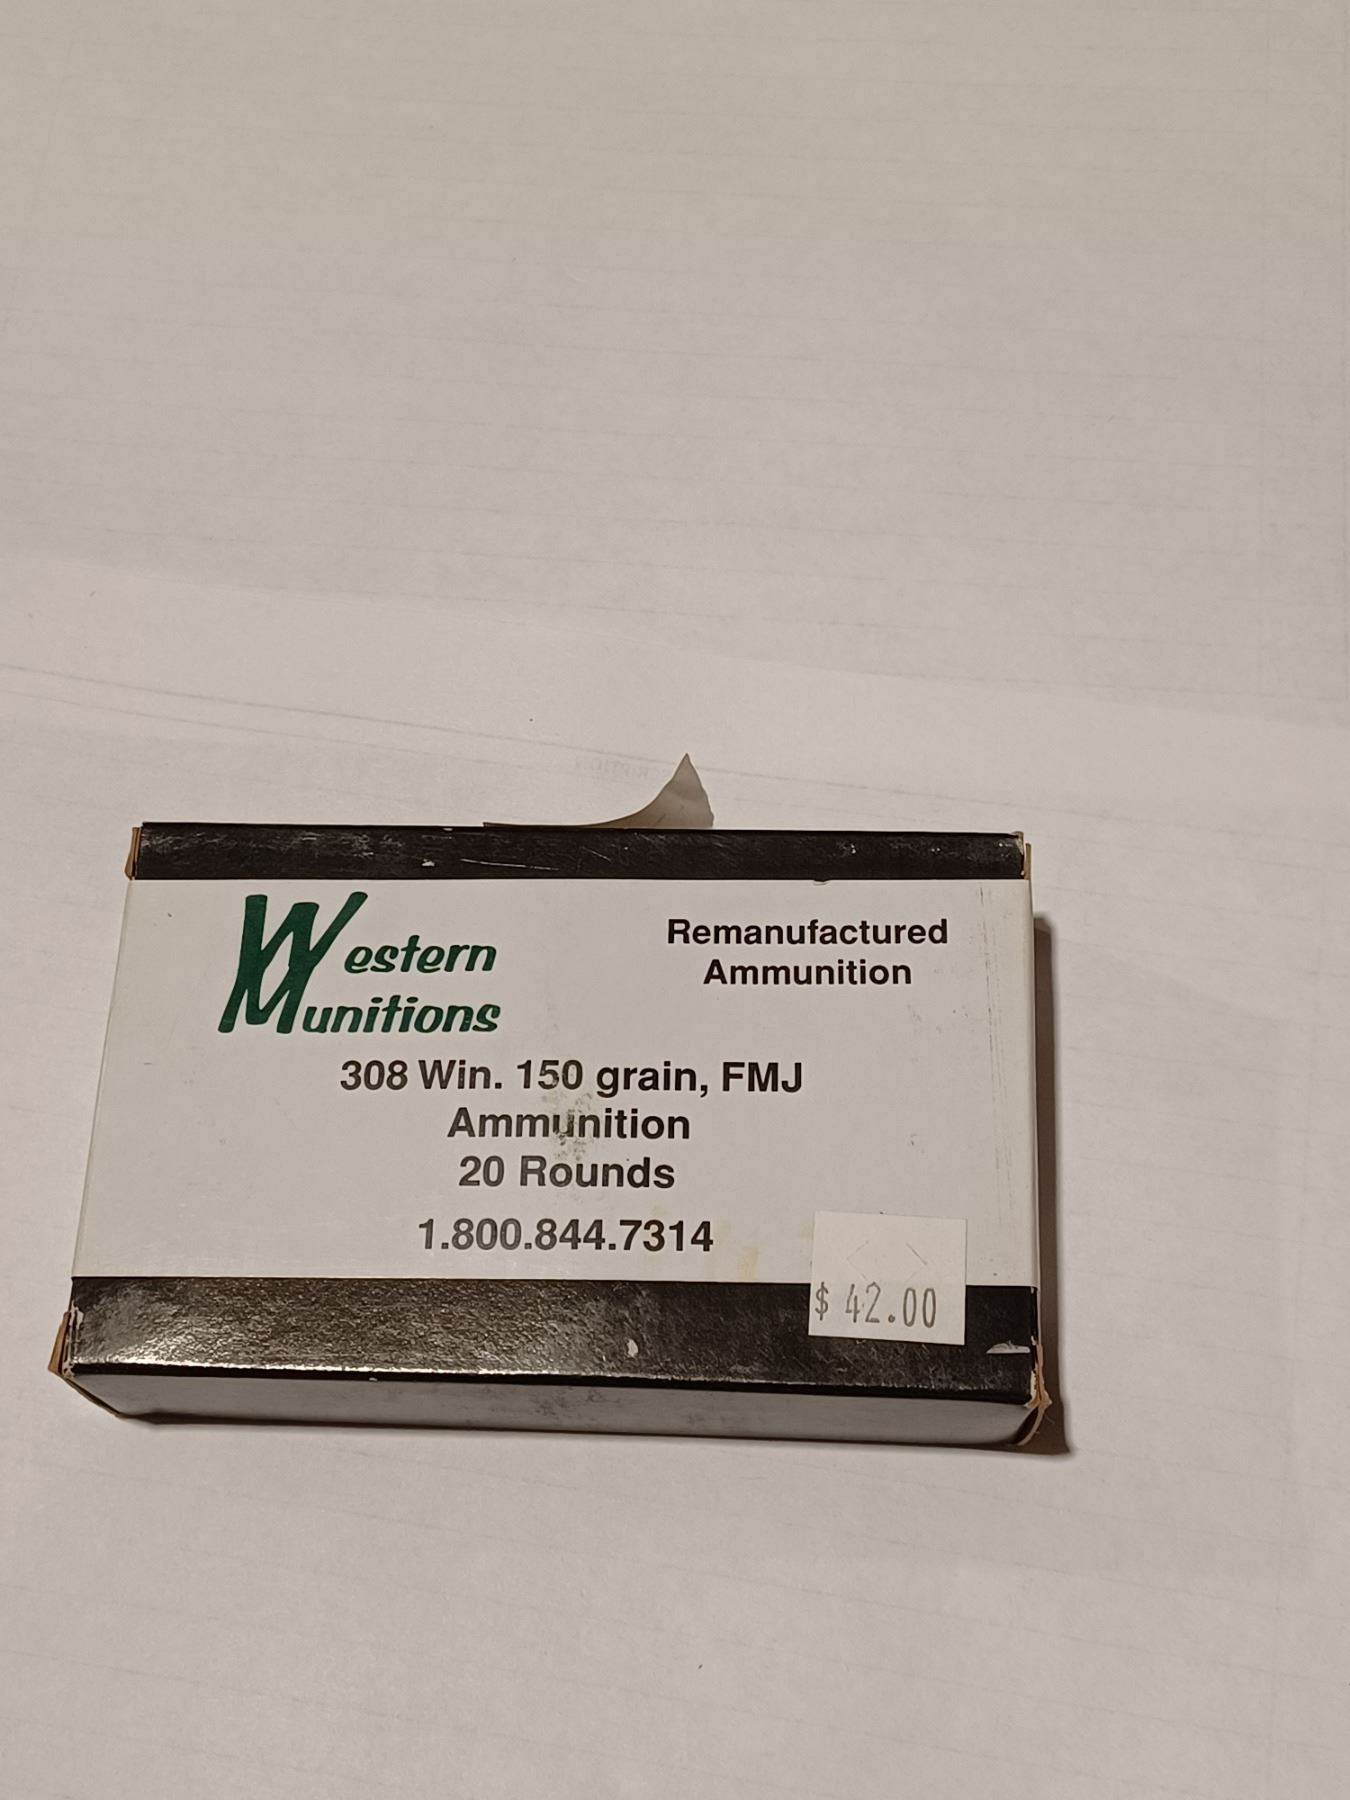 Western
Munitions
Remanufactured
Ammunition
308 Win. 150 grain, FMJ
Ammunition
20 Rounds
1.800.844.7314
$ 42.00